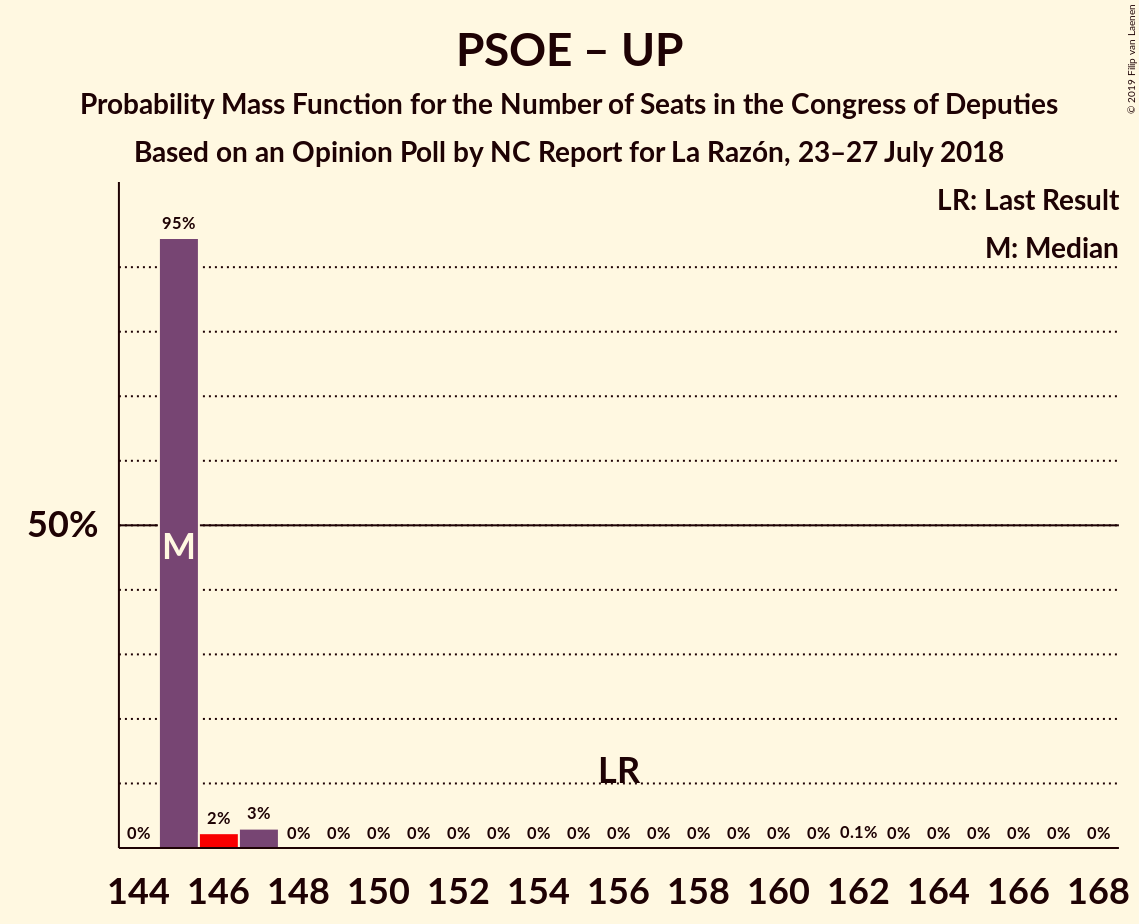 PSOE – UP
Probability Mass Function for the Number of Seats in the Congress of Deputies
Based on an Opinion Poll by NC Report for La Razón, 23–27 July 2018
© 2019 Filip van Laenen
LR: Last Result
M: Median
95%
50%
M
LR
0% 2% 3% 0% 0% 0% 0% 0% 0% 0% 0% 0% 0% 0% 0% 0% 0% 0.1% 0% 0% 0% 0% 0% 0%
144 146 148 150 152 154 156 158 160 162 164 166 168